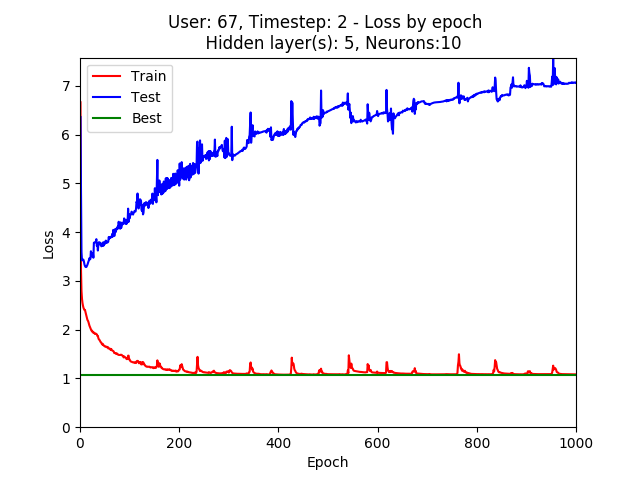 User: 67, Timestep: 2 - Loss by epoch
Hidden layer(s): 5, Neurons:10
Train
Test
Best
Loss
7
6
5
4
3
2
1
0
0 200 400 600 800 1000
Epoch